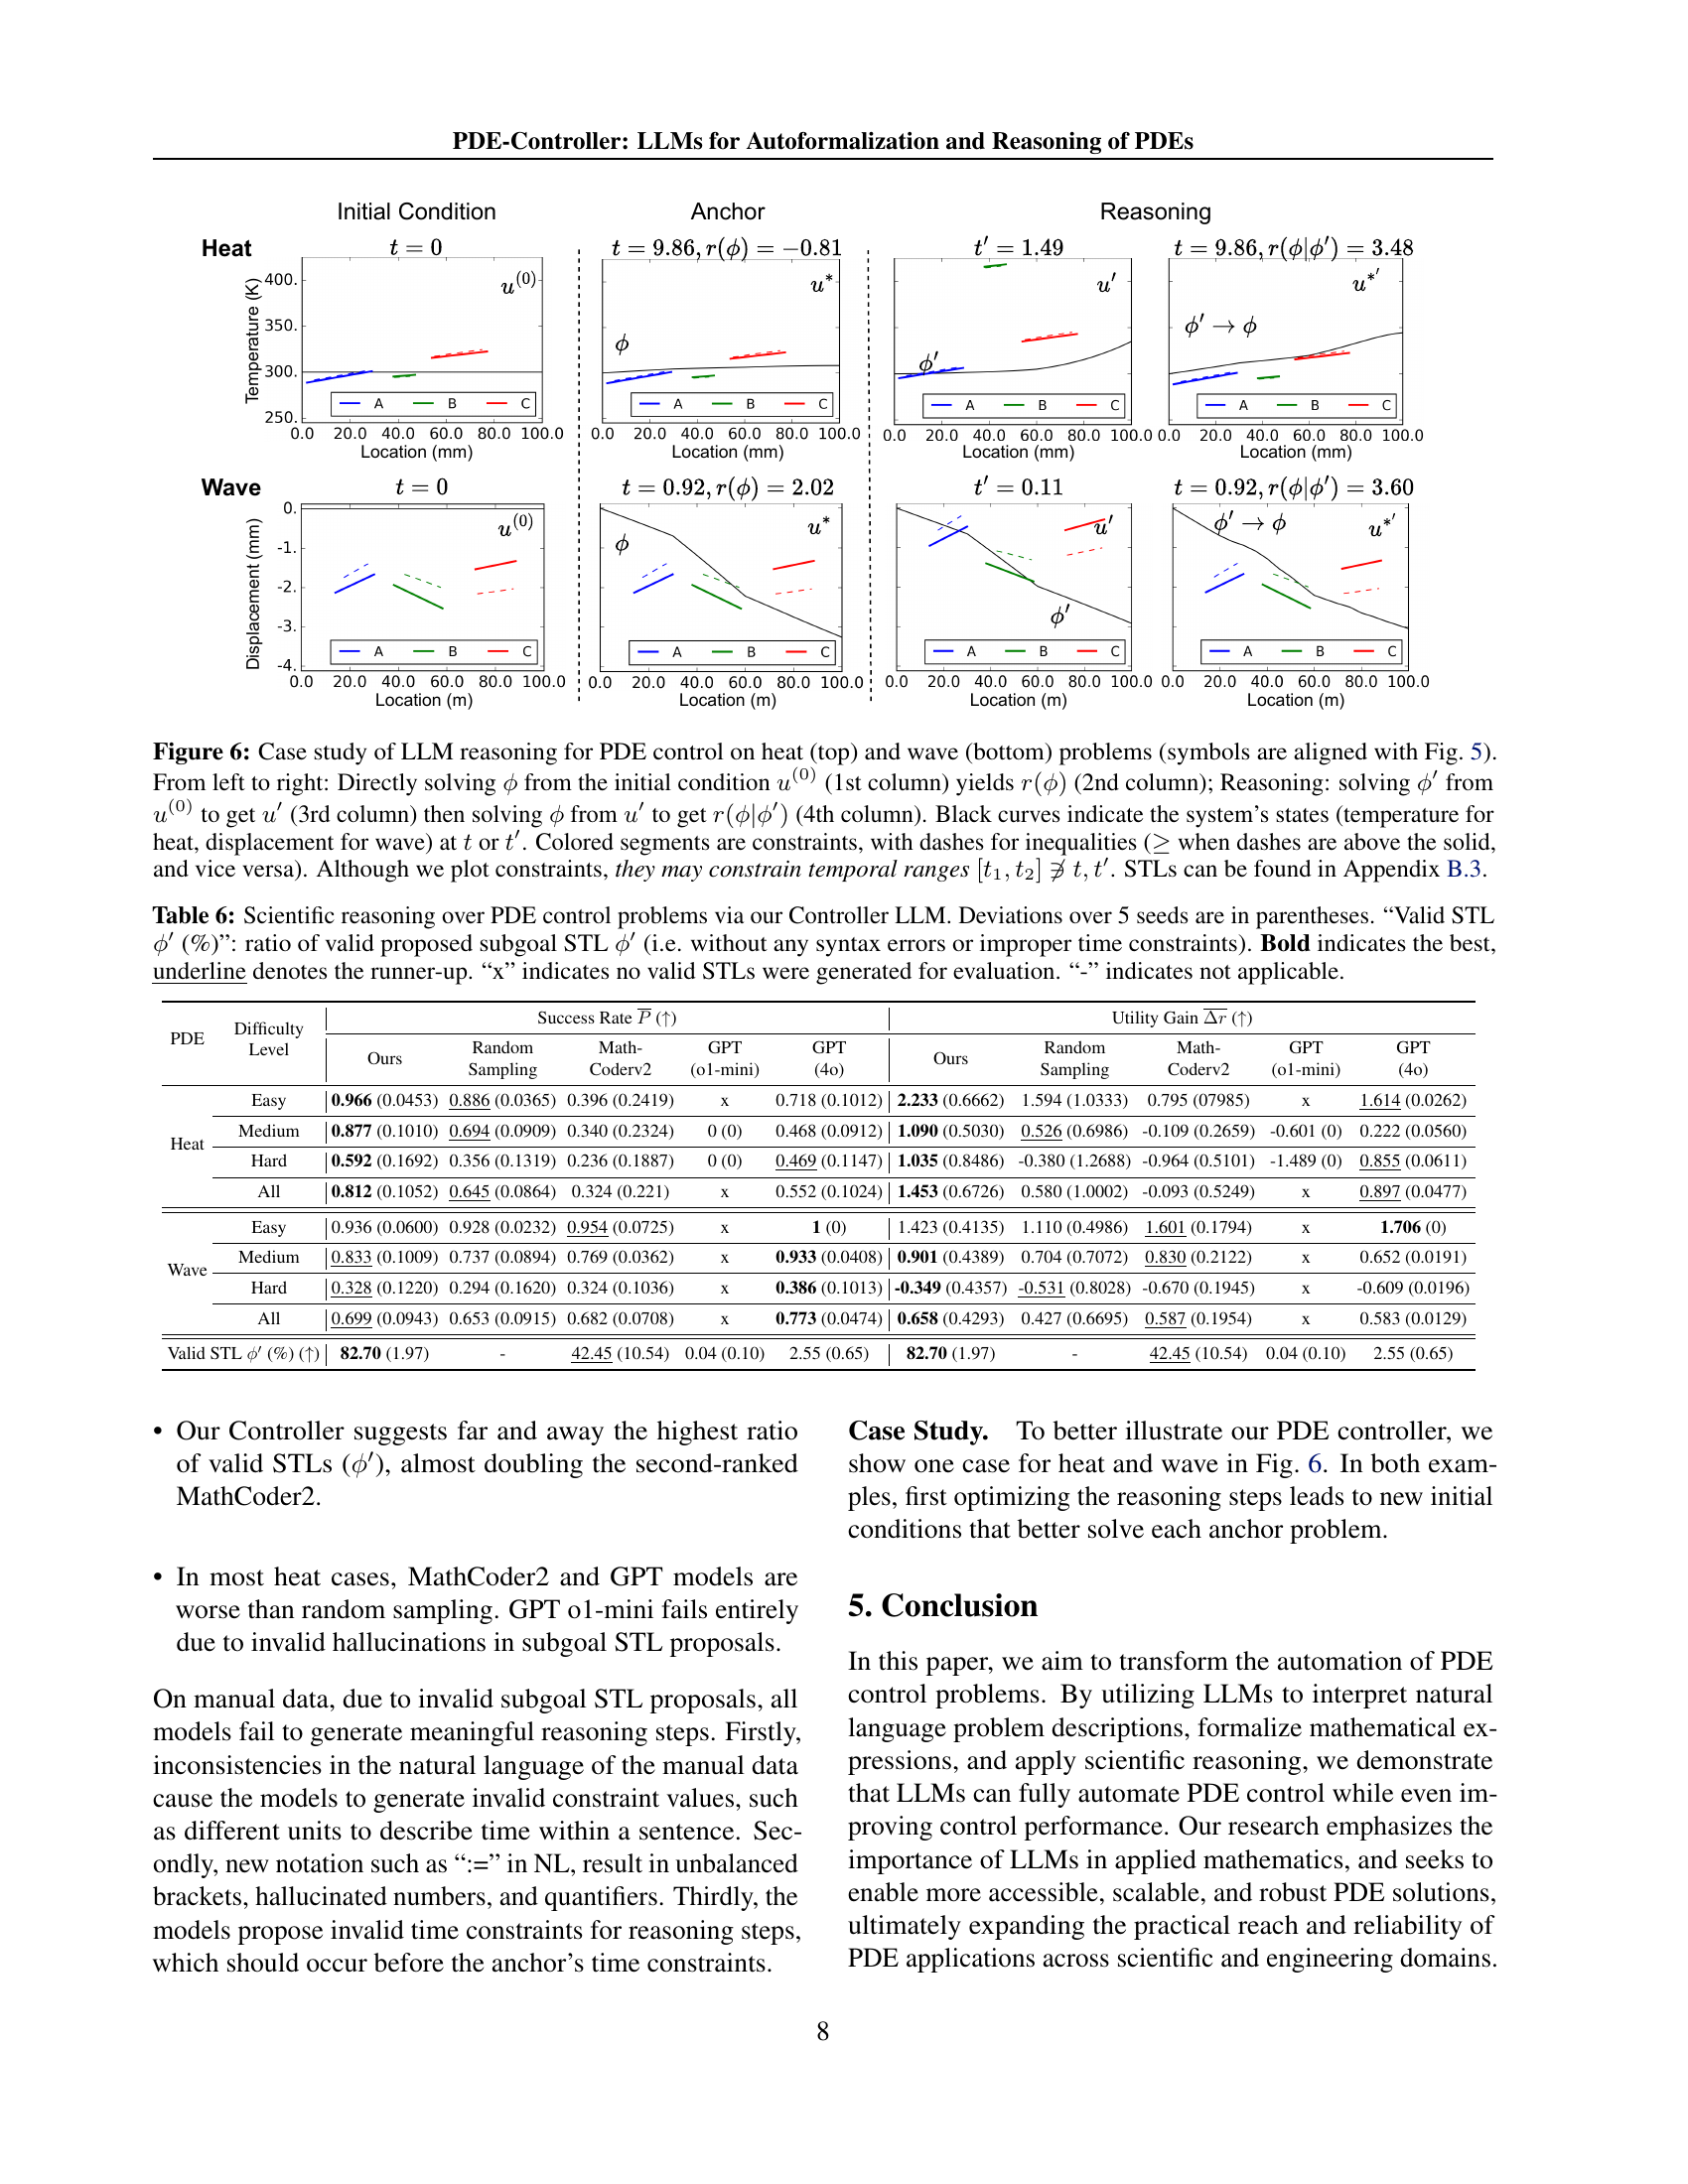 PDE-Controller: LLMs for Autoformalization and Reasoning of PDEs
Initial Condition
Anchor
Reasoning
Heat
t = 0
t = 9.86, r(ϕ) = −0.81
t′ = 1.49
t = 9.86, r(ϕ|ϕ′) = 3.48
Temperature (K)
400.
350.
300.
250.
u(0)
A B C
0.0 20.0 40.0 60.0 80.0 100.0
Location (mm)
u*
ϕ
A B C
0.0 20.0 40.0 60.0 80.0 100.0
Location (mm)
u′
ϕ′
A B C
0.0 20.0 40.0 60.0 80.0 100.0
Location (mm)
u*′
ϕ′ → ϕ
A B C
0.0 20.0 40.0 60.0 80.0 100.0
Location (mm)
Wave
t = 0
t = 0.92, r(ϕ) = 2.02
t′ = 0.11
t = 0.92, r(ϕ|ϕ′) = 3.60
Displacement (mm)
0.
-1.
-2.
-3.
-4.
u(0)
A B C
0.0 20.0 40.0 60.0 80.0 100.0
Location (m)
u*
ϕ
A B C
0.0 20.0 40.0 60.0 80.0 100.0
Location (m)
u′
ϕ′
A B C
0.0 20.0 40.0 60.0 80.0 100.0
Location (m)
ϕ′ → ϕ
u*′
A B C
0.0 20.0 40.0 60.0 80.0 100.0
Location (m)
Figure 6: Case study of LLM reasoning for PDE control on heat (top) and wave (bottom) problems (symbols are aligned with Fig. 5).
From left to right: Directly solving ϕ from the initial condition u(0) (1st column) yields r(ϕ) (2nd column); Reasoning: solving ϕ′ from
u(0) to get u′ (3rd column) then solving ϕ from u′ to get r(ϕ|ϕ′) (4th column). Black curves indicate the system's states (temperature for
heat, displacement for wave) at t or t′. Colored segments are constraints, with dashes for inequalities (≥ when dashes are above the solid,
and vice versa). Although we plot constraints, they may constrain temporal ranges [t1, t2] ∌ t, t′. STLs can be found in Appendix B.3.
Table 6: Scientific reasoning over PDE control problems via our Controller LLM. Deviations over 5 seeds are in parentheses. “Valid STL
ϕ′ (%)”: ratio of valid proposed subgoal STL ϕ′ (i.e. without any syntax errors or improper time constraints). Bold indicates the best,
underline denotes the runner-up. “x” indicates no valid STLs were generated for evaluation. “-” indicates not applicable.
PDE Difficulty Level Success Rate P̅ (↑) Utility Gain Δr̅ (↑)
Ours Random Sampling Math-Coderv2 GPT (o1-mini) GPT (4o) Ours Random Sampling Math-Coderv2 GPT (o1-mini) GPT (4o)
Heat
Easy 0.966 (0.0453) 0.886 (0.0365) 0.396 (0.2419) x 0.718 (0.1012) 2.233 (0.6662) 1.594 (1.0333) 0.795 (07985) x 1.614 (0.0262)
Medium 0.877 (0.1010) 0.694 (0.0909) 0.340 (0.2324) 0 (0) 0.468 (0.0912) 1.090 (0.5030) 0.526 (0.6986) -0.109 (0.2659) -0.601 (0) 0.222 (0.0560)
Hard 0.592 (0.1692) 0.356 (0.1319) 0.236 (0.1887) 0 (0) 0.469 (0.1147) 1.035 (0.8486) -0.380 (1.2688) -0.964 (0.5101) -1.489 (0) 0.855 (0.0611)
All 0.812 (0.1052) 0.645 (0.0864) 0.324 (0.221) x 0.552 (0.1024) 1.453 (0.6726) 0.580 (1.0002) -0.093 (0.5249) x 0.897 (0.0477)
Wave
Easy 0.936 (0.0600) 0.928 (0.0232) 0.954 (0.0725) x 1 (0) 1.423 (0.4135) 1.110 (0.4986) 1.601 (0.1794) x 1.706 (0)
Medium 0.833 (0.1009) 0.737 (0.0894) 0.769 (0.0362) x 0.933 (0.0408) 0.901 (0.4389) 0.704 (0.7072) 0.830 (0.2122) x 0.652 (0.0191)
Hard 0.328 (0.1220) 0.294 (0.1620) 0.324 (0.1036) x 0.386 (0.1013) -0.349 (0.4357) -0.531 (0.8028) -0.670 (0.1945) x -0.609 (0.0196)
All 0.699 (0.0943) 0.653 (0.0915) 0.682 (0.0708) x 0.773 (0.0474) 0.658 (0.4293) 0.427 (0.6695) 0.587 (0.1954) x 0.583 (0.0129)
Valid STL ϕ′ (%) (↑) 82.70 (1.97) - 42.45 (10.54) 0.04 (0.10) 2.55 (0.65) 82.70 (1.97) - 42.45 (10.54) 0.04 (0.10) 2.55 (0.65)
• Our Controller suggests far and away the highest ratio
of valid STLs (ϕ′), almost doubling the second-ranked
MathCoder2.
• In most heat cases, MathCoder2 and GPT models are
worse than random sampling. GPT o1-mini fails entirely
due to invalid hallucinations in subgoal STL proposals.
On manual data, due to invalid subgoal STL proposals, all
models fail to generate meaningful reasoning steps. Firstly,
inconsistencies in the natural language of the manual data
cause the models to generate invalid constraint values, such
as different units to describe time within a sentence. Sec-
ondly, new notation such as “:=” in NL, result in unbalanced
brackets, hallucinated numbers, and quantifiers. Thirdly, the
models propose invalid time constraints for reasoning steps,
which should occur before the anchor's time constraints.
Case Study. To better illustrate our PDE controller, we
show one case for heat and wave in Fig. 6. In both exam-
ples, first optimizing the reasoning steps leads to new initial
conditions that better solve each anchor problem.
5. Conclusion
In this paper, we aim to transform the automation of PDE
control problems. By utilizing LLMs to interpret natural
language problem descriptions, formalize mathematical ex-
pressions, and apply scientific reasoning, we demonstrate
that LLMs can fully automate PDE control while even im-
proving control performance. Our research emphasizes the
importance of LLMs in applied mathematics, and seeks to
enable more accessible, scalable, and robust PDE solutions,
ultimately expanding the practical reach and reliability of
PDE applications across scientific and engineering domains.
8